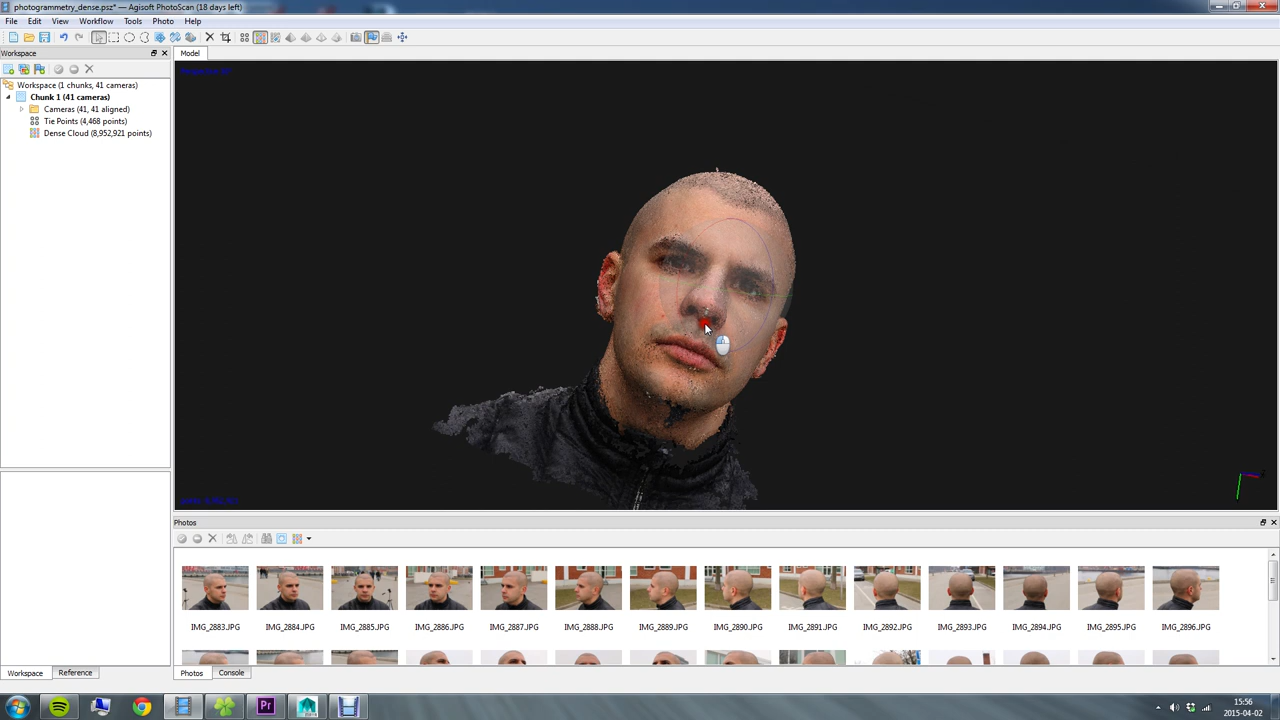 photogrammetry_dense.psz* — Agisoft PhotoScan (18 days left)
File Edit View Workflow Tools Photo Help
Workspace
Model
Workspace (1 chunks, 41 cameras)
Chunk 1 (41 cameras)
Cameras (41, 41 aligned)
Tie Points (4,468 points)
Dense Cloud (8,952,921 points)
Photos
IMG_2883.JPG IMG_2884.JPG IMG_2885.JPG IMG_2886.JPG IMG_2887.JPG IMG_2888.JPG IMG_2889.JPG IMG_2890.JPG IMG_2891.JPG IMG_2892.JPG IMG_2893.JPG IMG_2894.JPG IMG_2895.JPG IMG_2896.JPG
Workspace Reference
Photos Console
Pr
15:56
2015-04-02